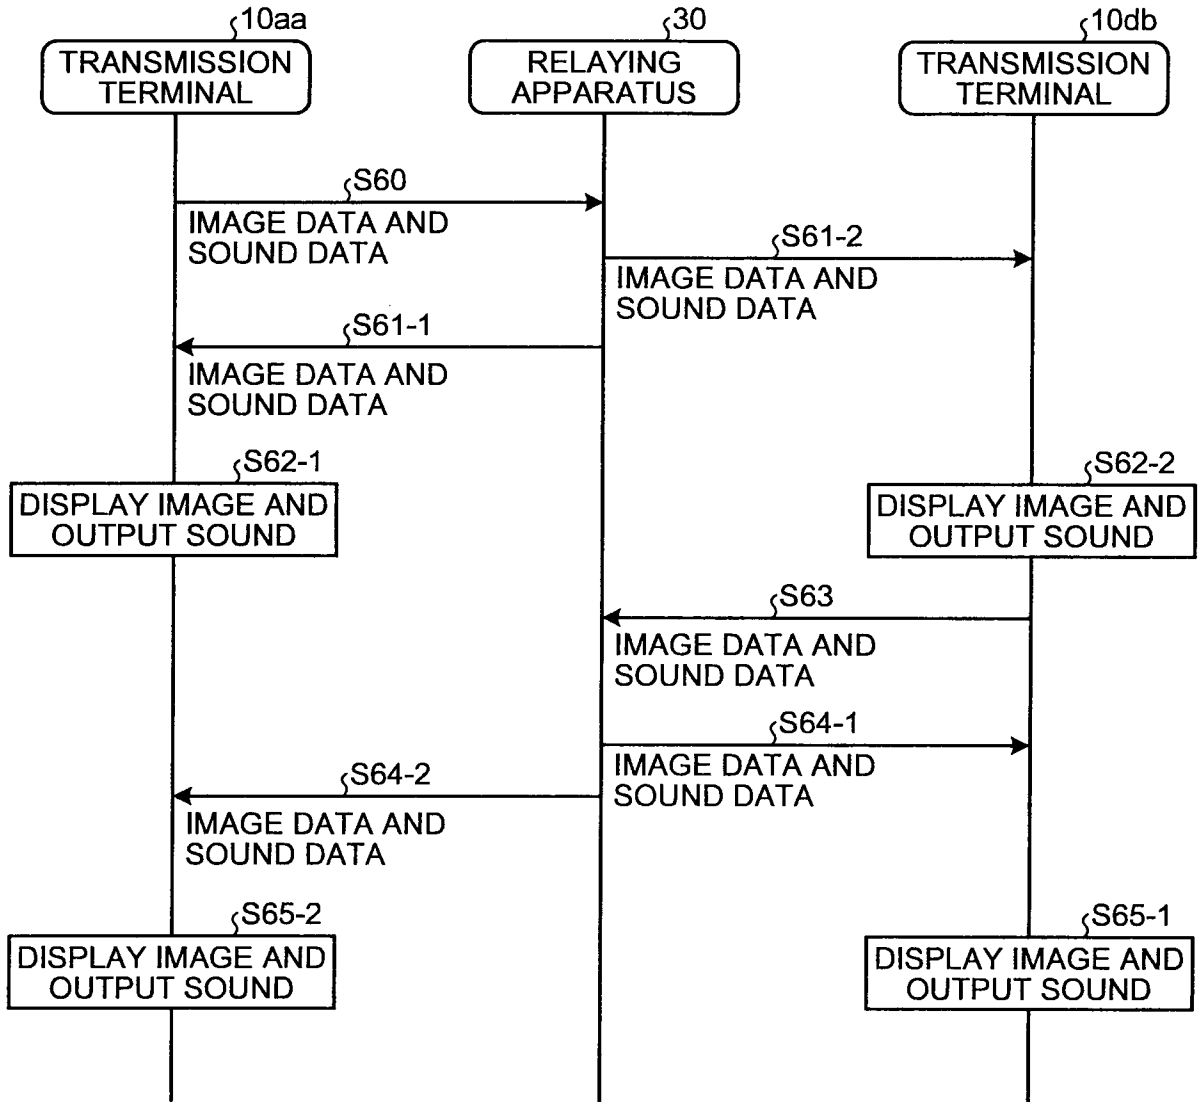 10aa
30
10db
TRANSMISSION
TERMINAL
RELAYING
APPARATUS
TRANSMISSION
TERMINAL
S60
IMAGE DATA AND
SOUND DATA
S61-2
IMAGE DATA AND
SOUND DATA
S61-1
IMAGE DATA AND
SOUND DATA
S62-1
DISPLAY IMAGE AND
OUTPUT SOUND
S62-2
DISPLAY IMAGE AND
OUTPUT SOUND
S63
IMAGE DATA AND
SOUND DATA
S64-1
IMAGE DATA AND
SOUND DATA
S64-2
IMAGE DATA AND
SOUND DATA
S65-2
DISPLAY IMAGE AND
OUTPUT SOUND
S65-1
DISPLAY IMAGE AND
OUTPUT SOUND